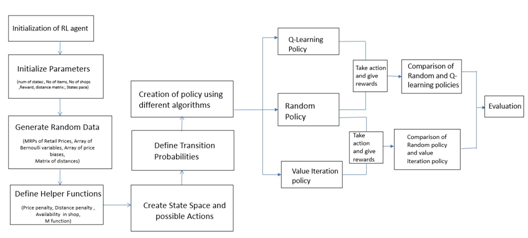 Initialization of RL agent
Initialize Parameters
(num of states, No of items, No of shops
,Reward, distance matrix , States pace)
Generate Random Data
(MRPs of Retail Prices, Array of
Bernoulli variables, Array of price
biases,
Matrix of distances)
Define Helper Functions
(Price penalty, Distance penalty ,
Availability in shop,
M function)
Create State Space and
possible Actions
Define Transition
Probabilities
Creation of policy using
different algorithms
Q-Learning
Policy
Random
Policy
Value Iteration
policy
Take action
and give
rewards
Take
action
and give
rewards
Comparison of
Random and Q-
learning policies
Comparison of
Random policy
and value
Iteration policy
Evaluation